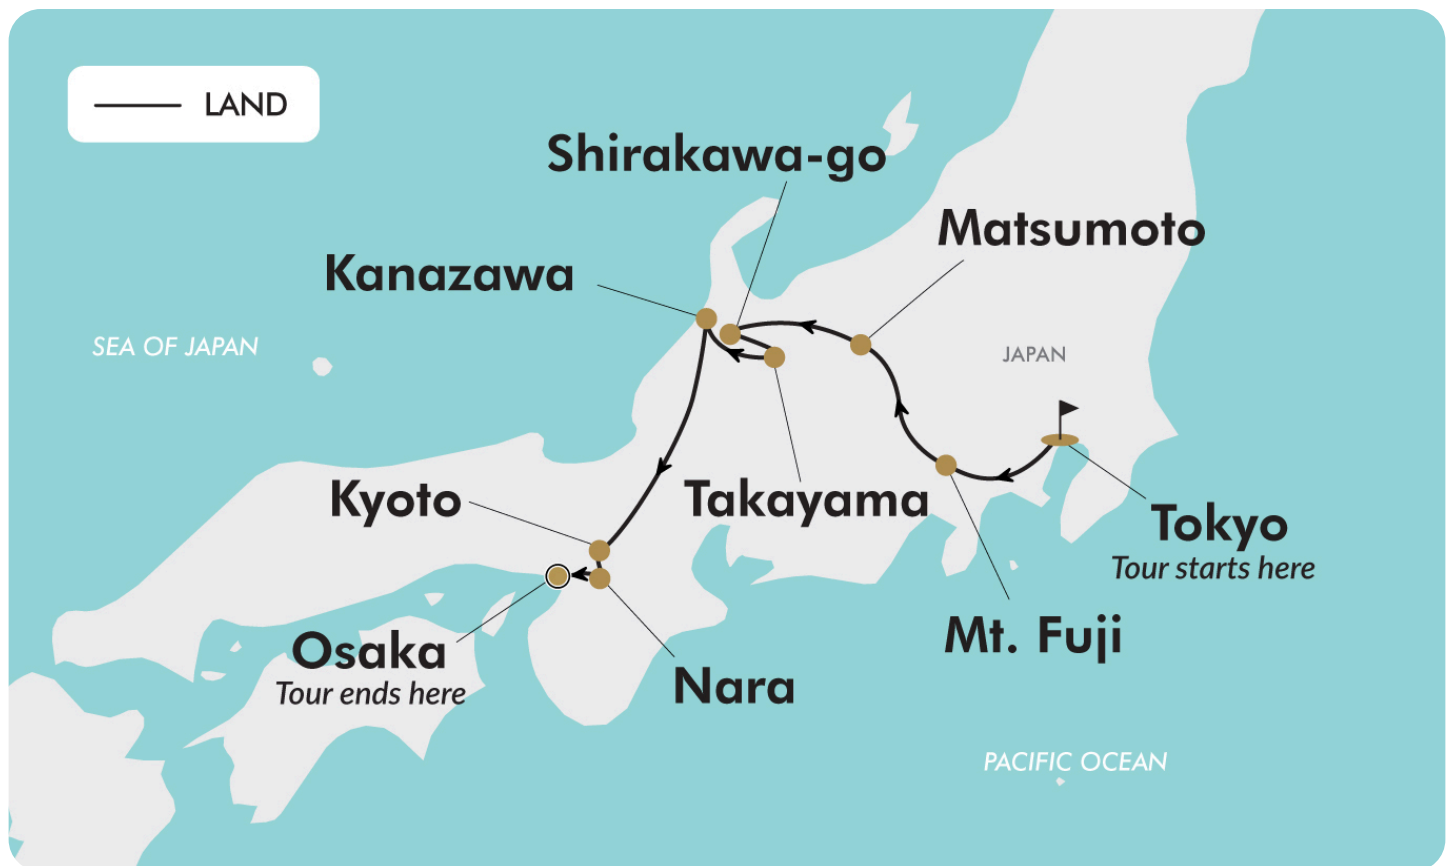 LAND
Shirakawa-go
Matsumoto
Kanazawa
SEA OF JAPAN
JAPAN
Kyoto
Takayama
Tokyo
Tour starts here
Mt. Fuji
Osaka
Tour ends here
Nara
PACIFIC OCEAN